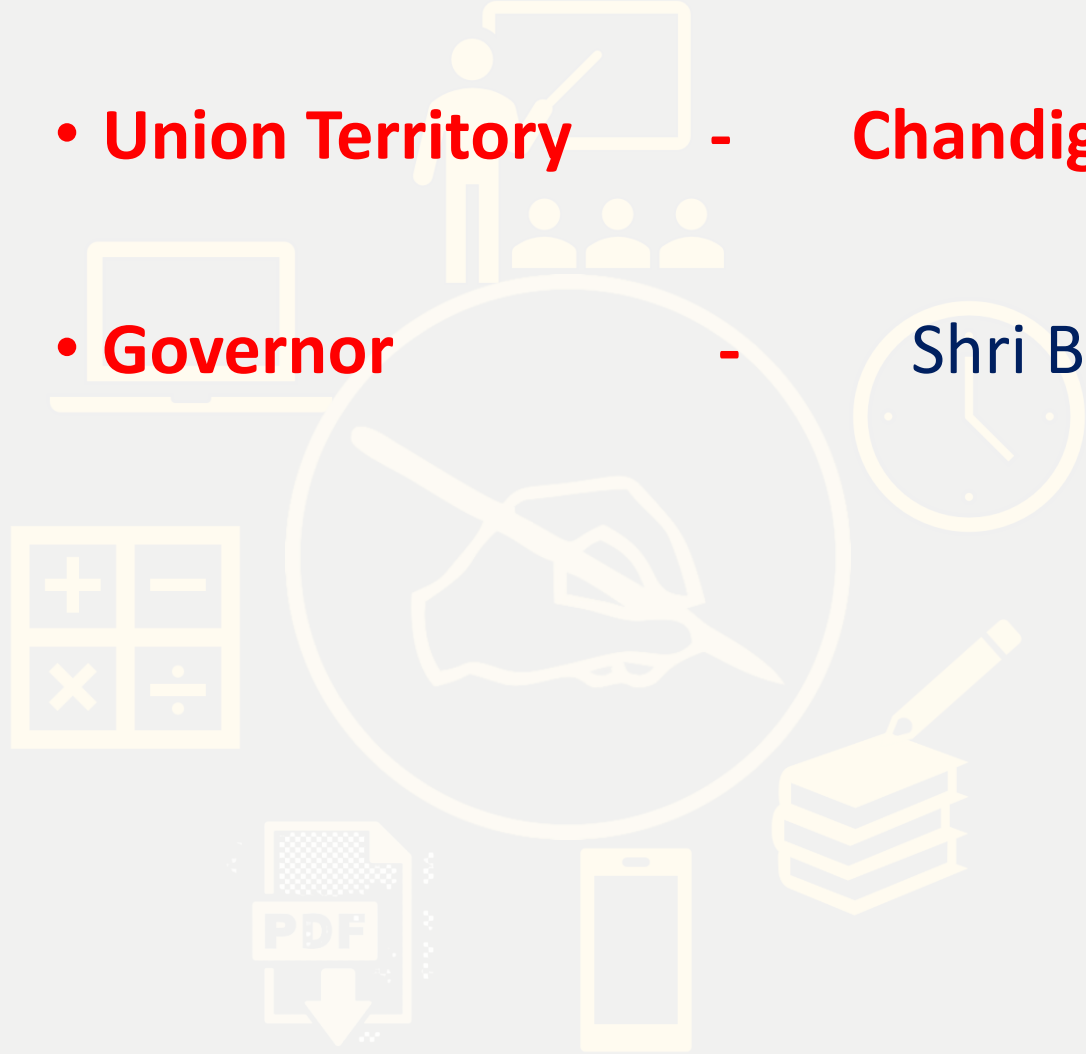 • Union Territory - Chandig
• Governor - Shri B
PDF